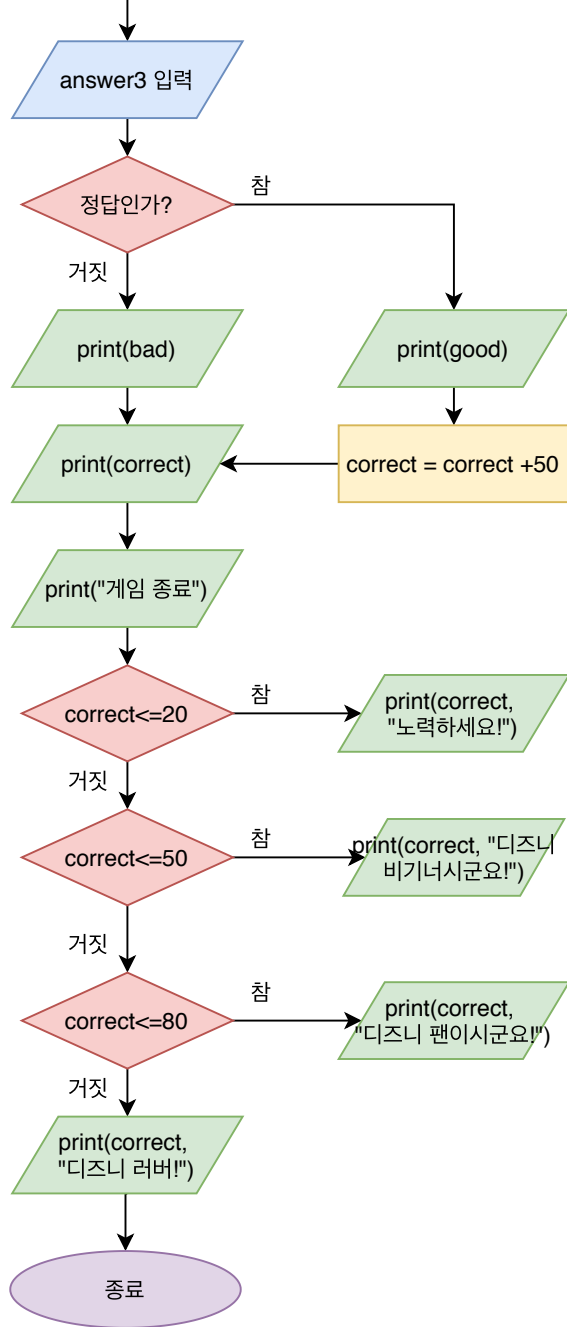 answer3 입력
정답인가?
참
거짓
print(bad)
print(good)
print(correct)
correct = correct +50
print("게임 종료")
correct<=20
참
print(correct,
"노력하세요!")
거짓
correct<=50
참
print(correct, "디즈니
비기너시군요!")
거짓
correct<=80
참
print(correct,
"디즈니 팬이시군요!")
거짓
print(correct,
"디즈니 러버!")
종료